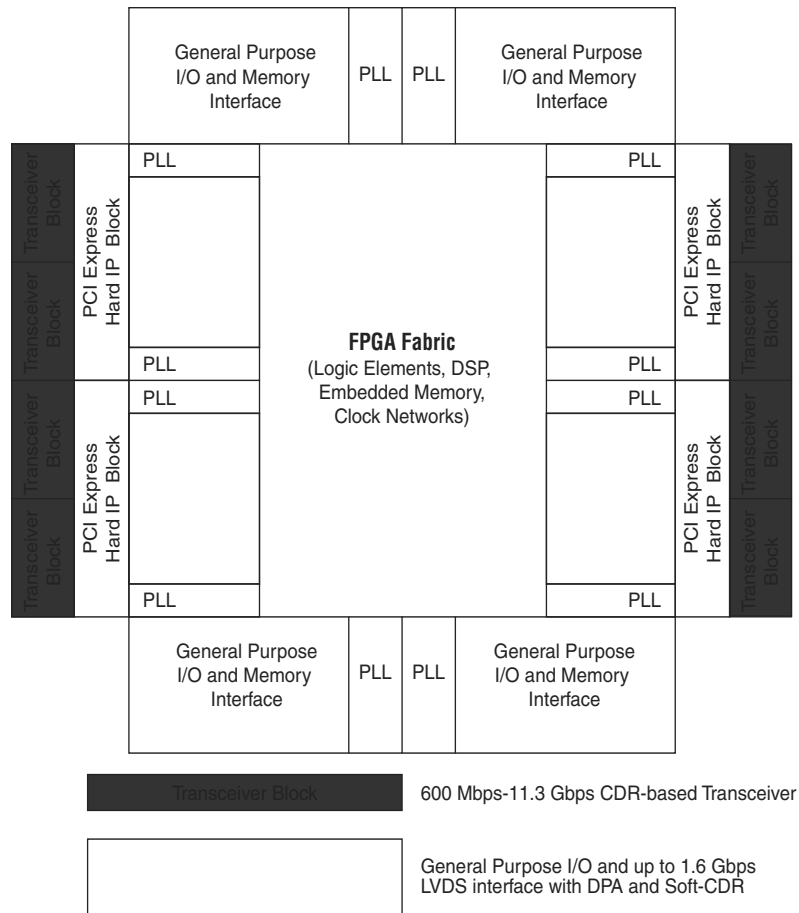 General Purpose
I/O and Memory
Interface
PLL
PLL
General Purpose
I/O and Memory
Interface
Transceiver
Block
Transceiver
Block
PCI Express
Hard IP Block
PLL
PLL
FPGA Fabric
(Logic Elements, DSP,
Embedded Memory,
Clock Networks)
PLL
PLL
PCI Express
Hard IP Block
Transceiver
Block
Transceiver
Block
Transceiver
Block
Transceiver
Block
PCI Express
Hard IP Block
PLL
PLL
PLL
PLL
PCI Express
Hard IP Block
Transceiver
Block
Transceiver
Block
General Purpose
I/O and Memory
Interface
PLL
PLL
General Purpose
I/O and Memory
Interface
Transceiver Block
600 Mbps-11.3 Gbps CDR-based Transceiver
General Purpose I/O and up to 1.6 Gbps
LVDS interface with DPA and Soft-CDR